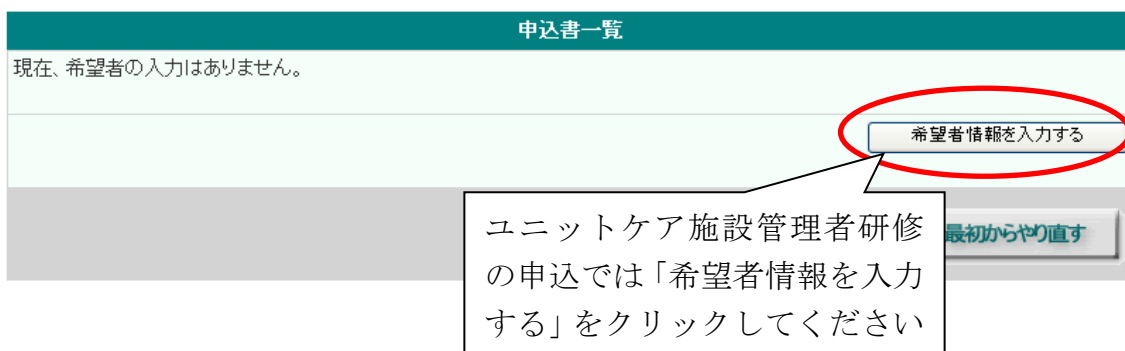 申込書一覧
現在、希望者の入力はありません。
希望者情報を入力する
ユニットケア施設管理者研修
の申込では「希望者情報を入力
する」をクリックしてください
最初からやり直す